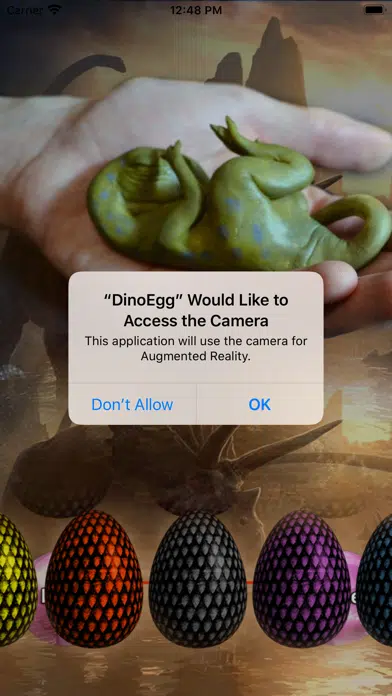 Carrier 12:48 PM
“DinoEgg” Would Like to
Access the Camera
This application will use the camera for
Augmented Reality.
Don’t Allow OK